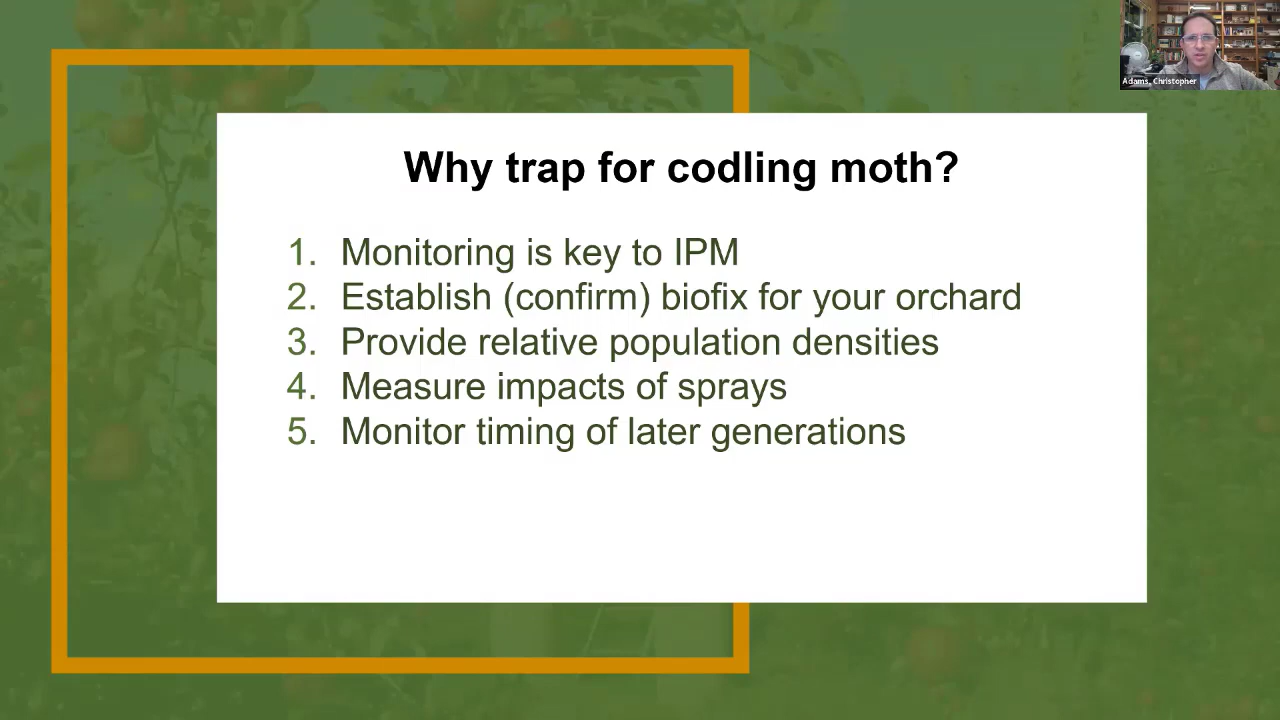 Adams, Christopher
Why trap for codling moth?
1. Monitoring is key to IPM
2. Establish (confirm) biofix for your orchard
3. Provide relative population densities
4. Measure impacts of sprays
5. Monitor timing of later generations